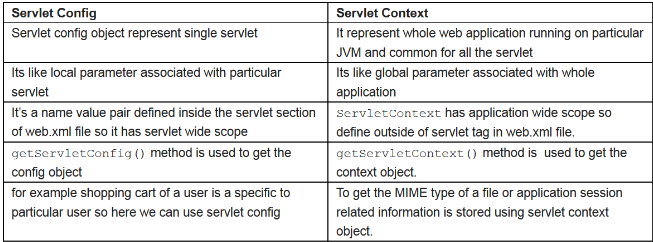 Servlet Config
Servlet Context
Servlet config object represent single servlet
It represent whole web application running on particular
JVM and common for all the servlet
Its like local parameter associated with particular
servlet
Its like global parameter associated with whole
application
It's a name value pair defined inside the servlet section
of web.xml file so it has servlet wide scope
ServletContext has application wide scope so
define outside of servlet tag in web.xml file.
getServletConfig() method is used to get the
config object
getServletContext() method is  used to get the
context object.
for example shopping cart of a user is a specific to
particular user so here we can use servlet config
To get the MIME type of a file or application session
related information is stored using servlet context
object.